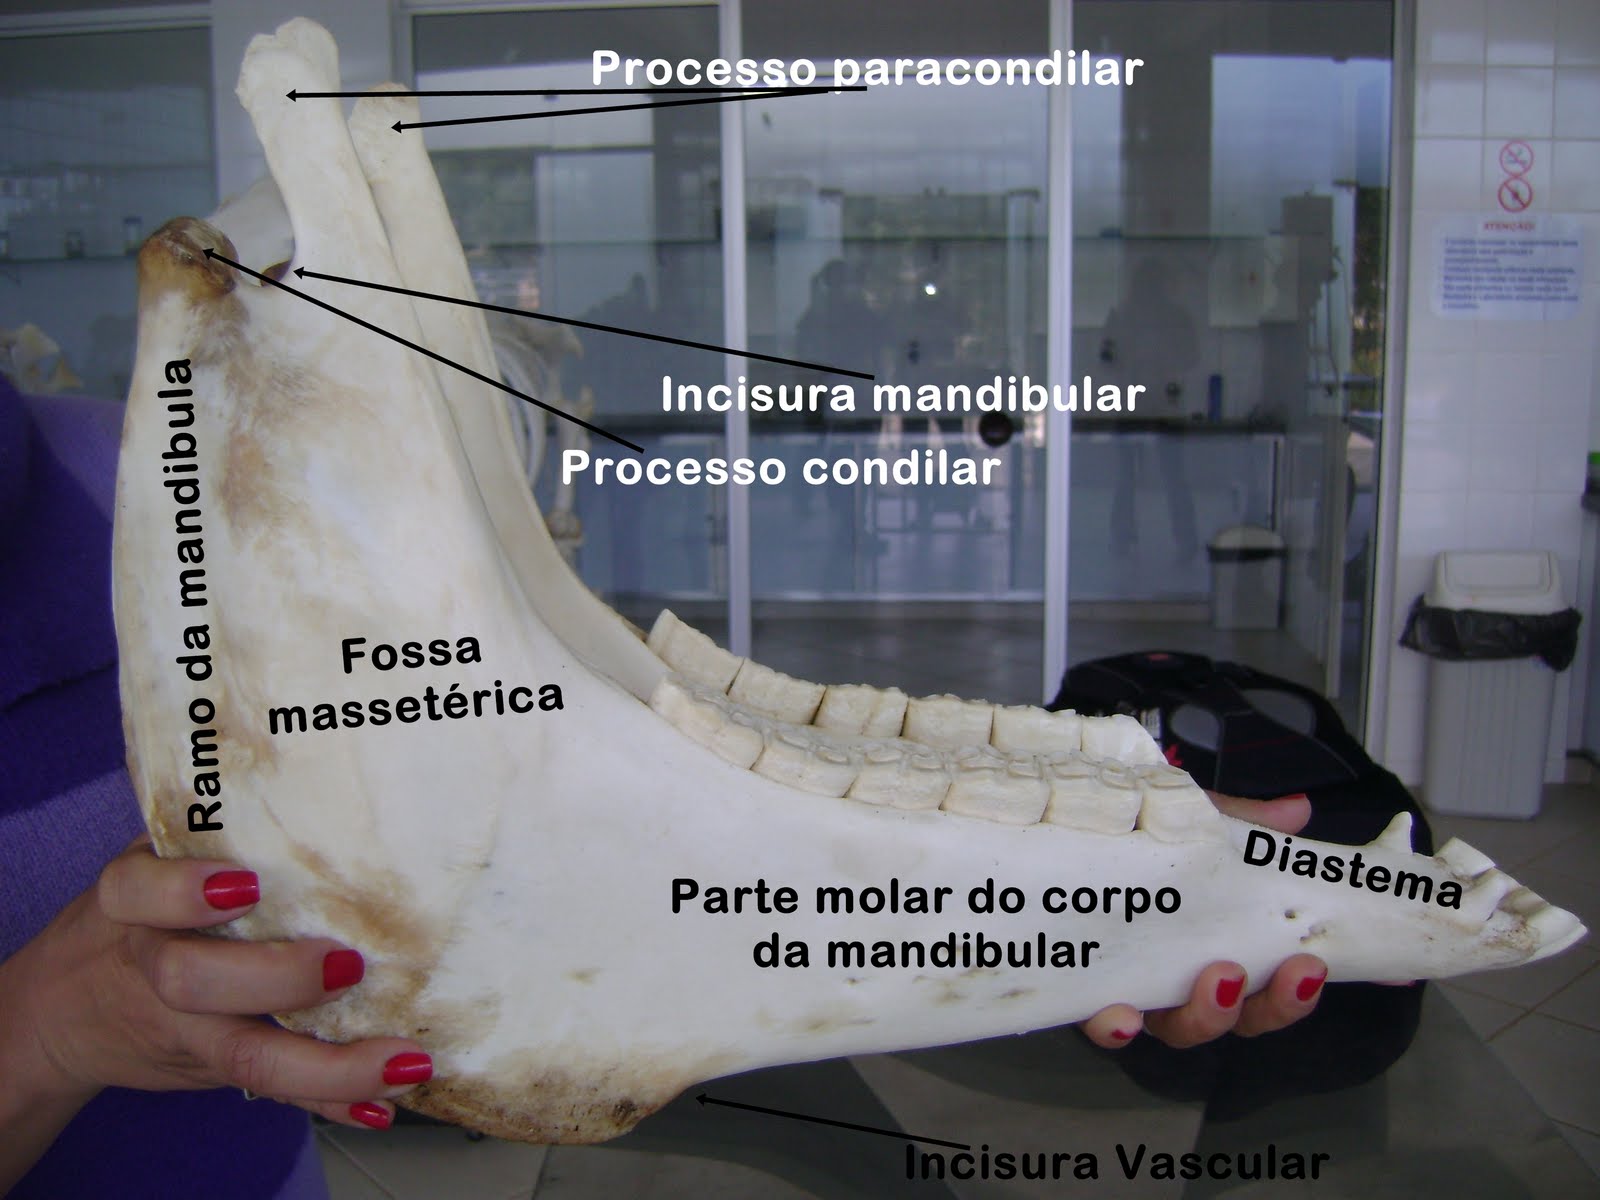 Processo paracondilar
ATENÇÃO!
Incisura mandibular
Processo condilar
Ramo da mandibula
Fossa
massetérica
Diastema
Parte molar do corpo
da mandibular
Incisura Vascular